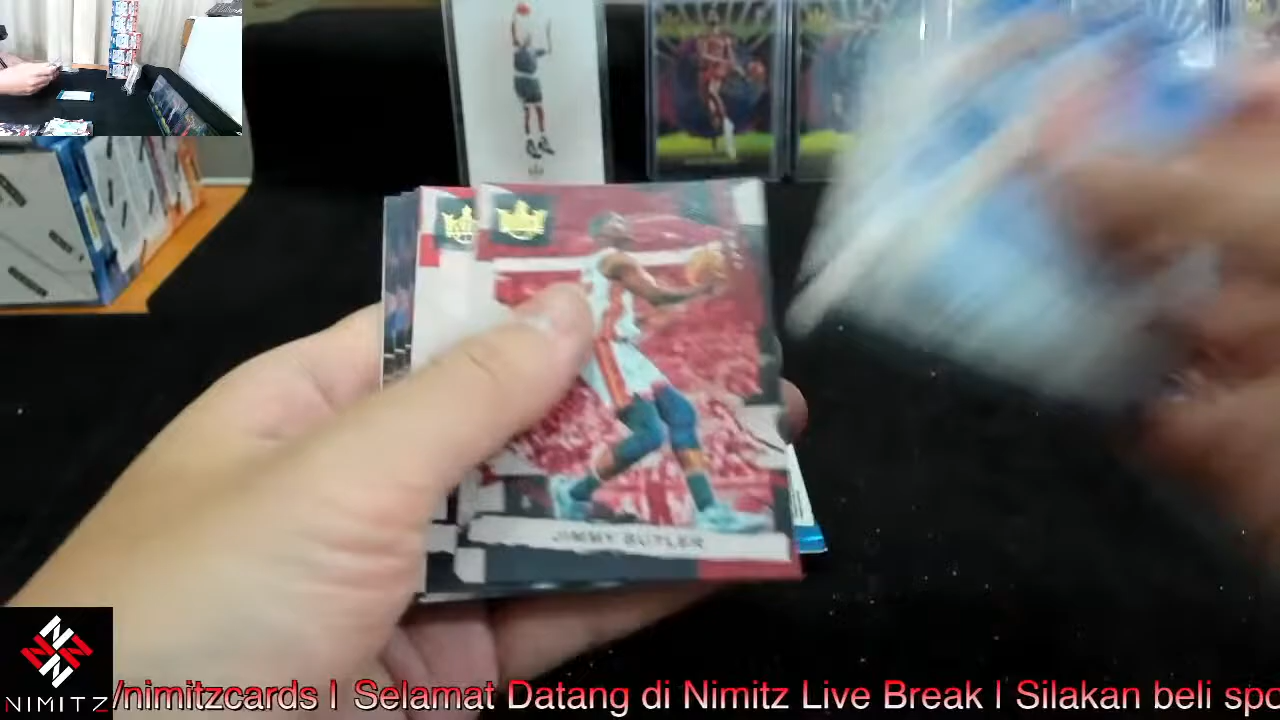 JIMMY BUTLER
NIMITZ
/nimitzcards I Selamat Datang di Nimitz Live Break I Silakan beli spo